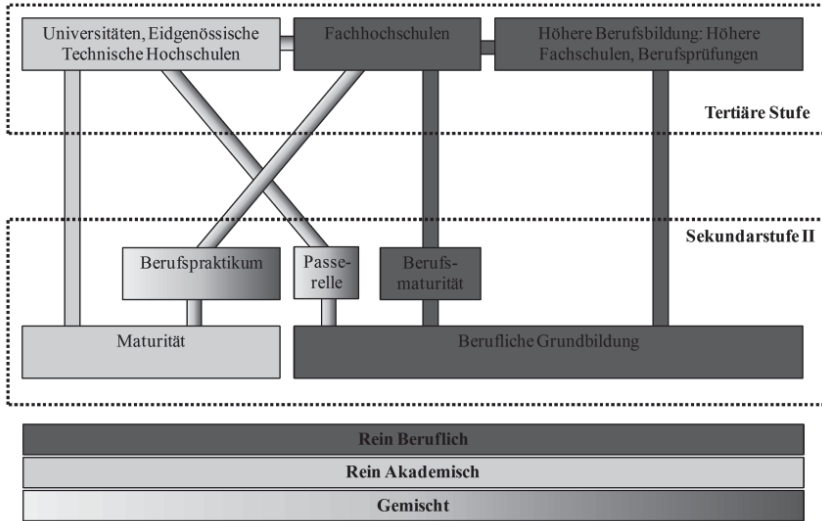 Universitäten, Eidgenössische
Technische Hochschulen
Fachhochschulen
Höhere Berufsbildung: Höhere
Fachschulen, Berufsprüfungen
Tertiäre Stufe
Sekundarstufe II
Berufspraktikum
Passe-
relle
Berufs-
maturität
Maturität
Berufliche Grundbildung
Rein Beruflich
Rein Akademisch
Gemischt